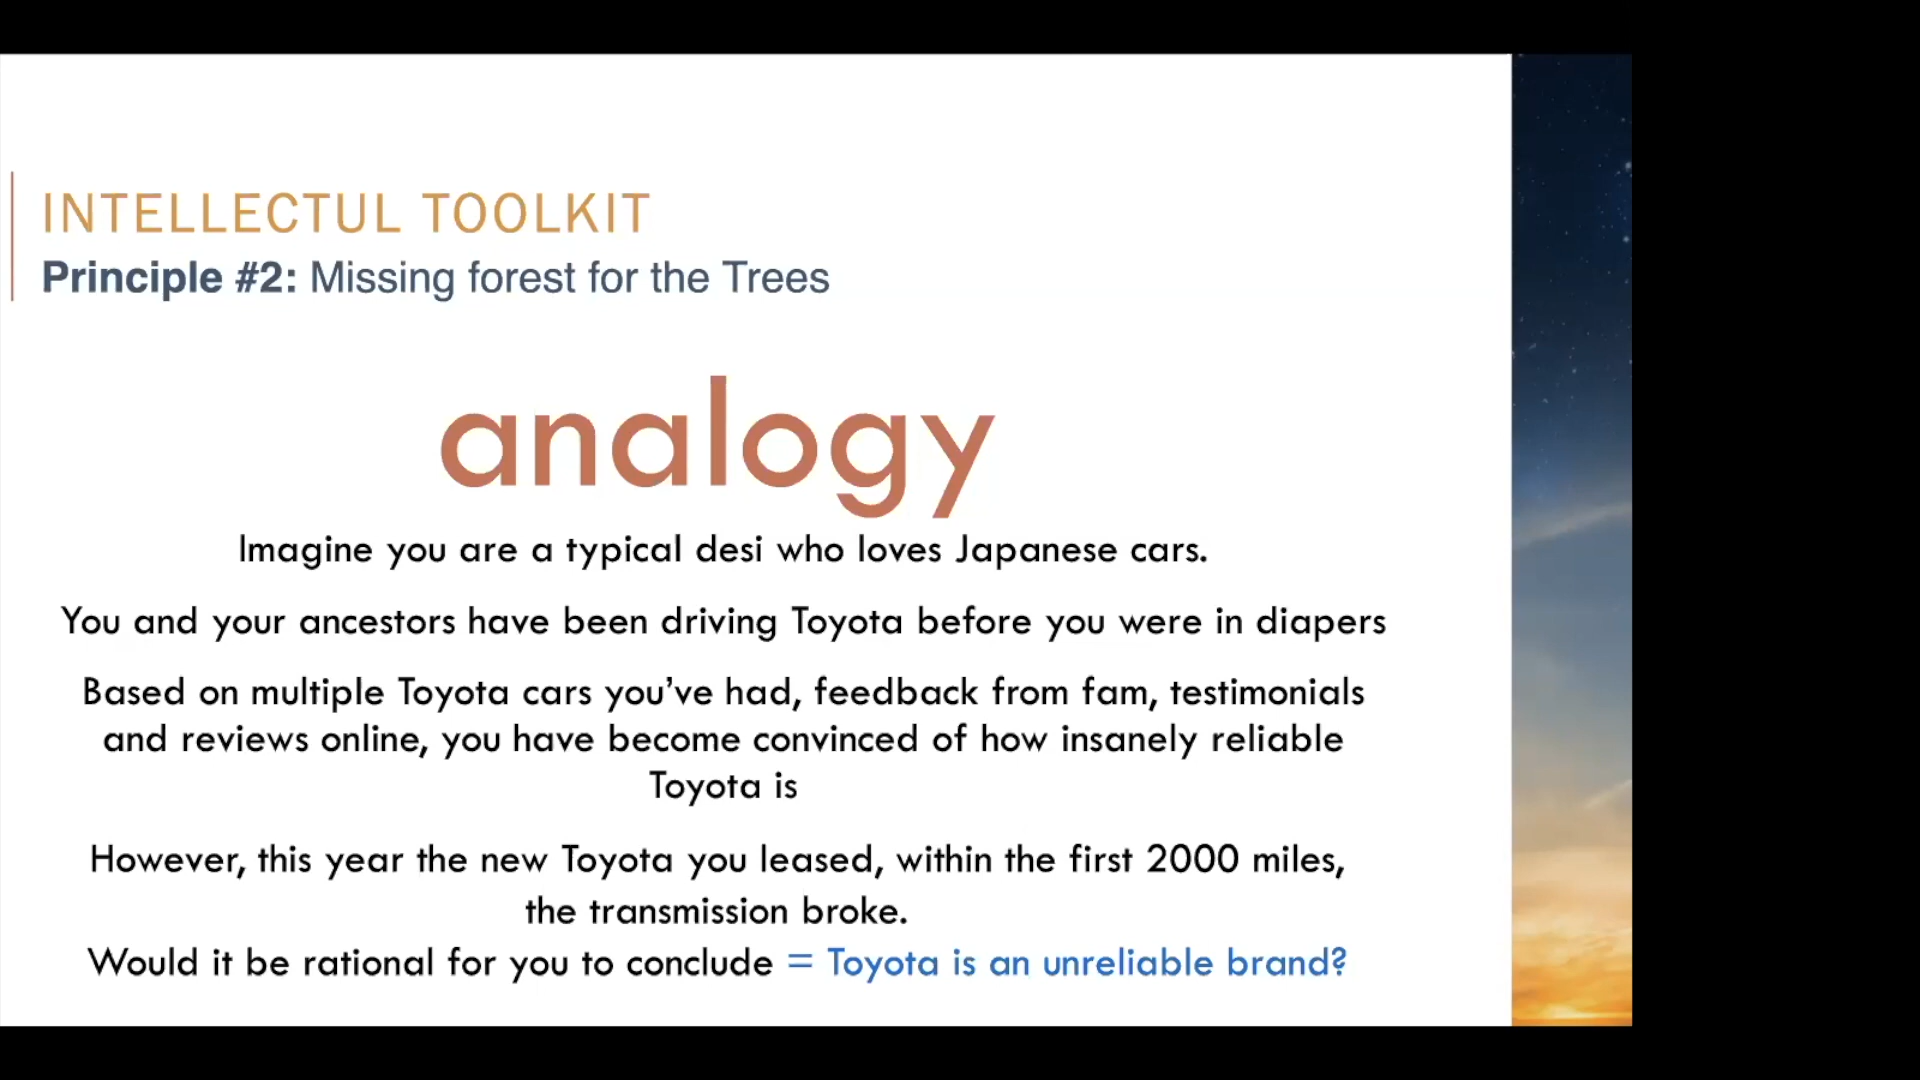 INTELLECTUL TOOLKIT
Principle #2: Missing forest for the Trees
analogy
Imagine you are a typical desi who loves Japanese cars.
You and your ancestors have been driving Toyota before you were in diapers
Based on multiple Toyota cars you’ve had, feedback from fam, testimonials
and reviews online, you have become convinced of how insanely reliable
Toyota is
However, this year the new Toyota you leased, within the first 2000 miles,
the transmission broke.
Would it be rational for you to conclude = Toyota is an unreliable brand?